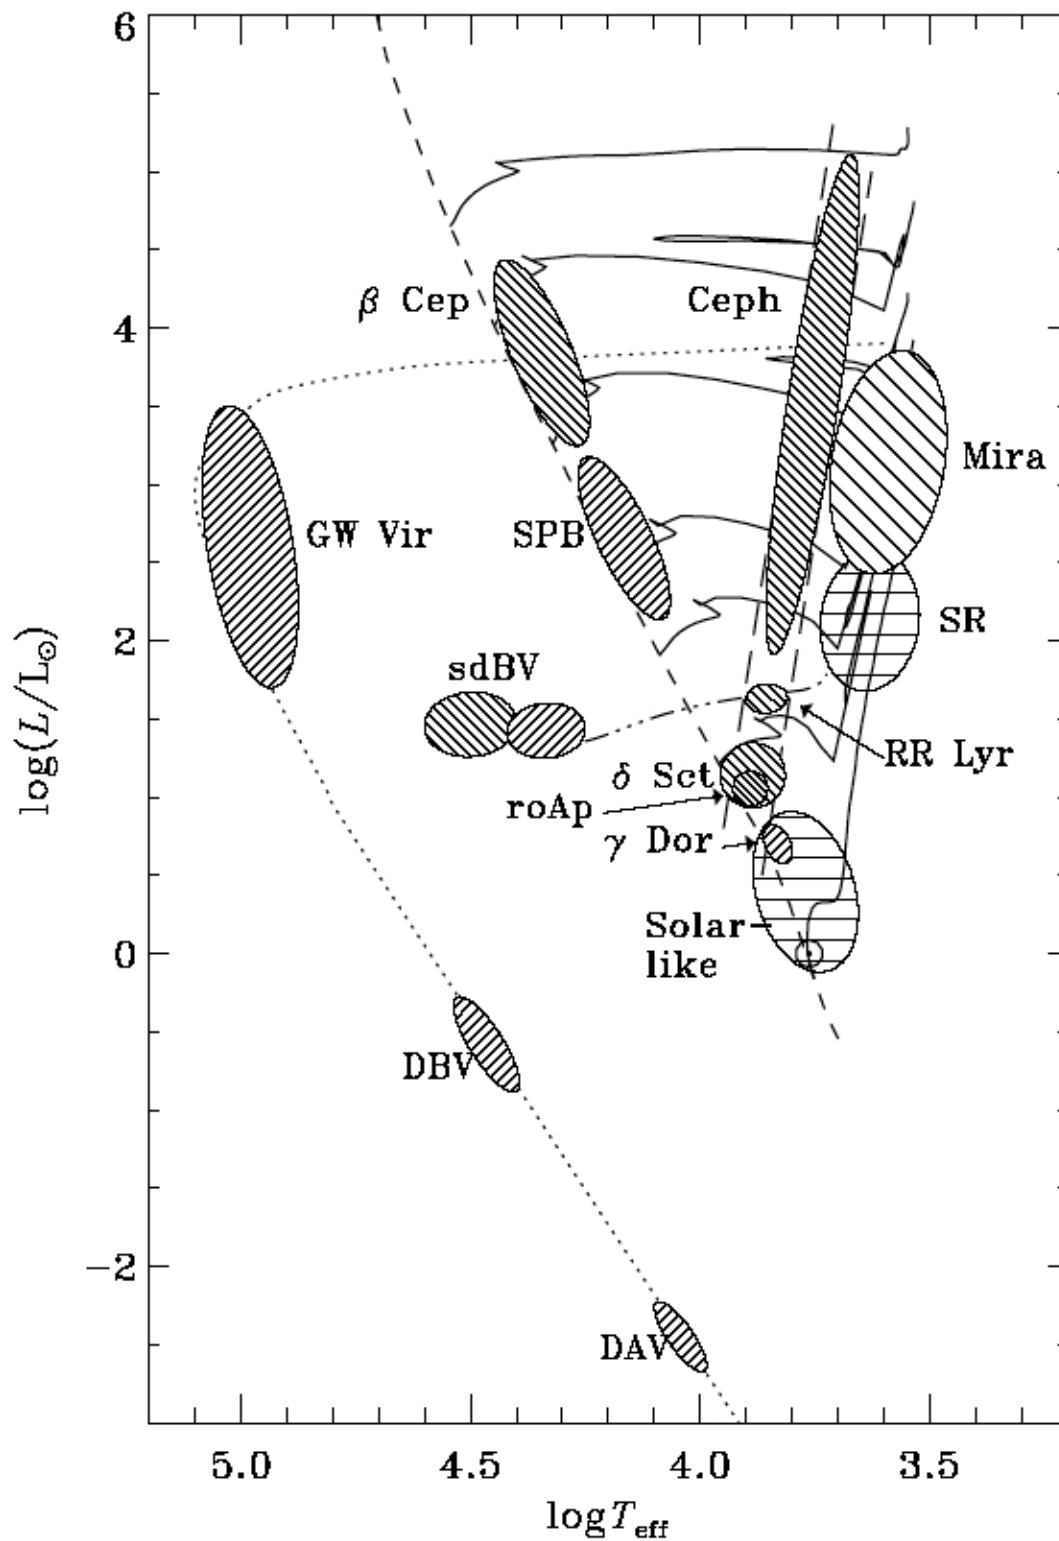 6
β Cep
Ceph
4
Mira
GW Vir
SPB
SR
2
sdBV
RR Lyr
δ Sct
roAp
γ Dor
Solar
like
0
DBV
−2
DAV
5.0 4.5 4.0 3.5
log T_eff
log(L/L⊙)